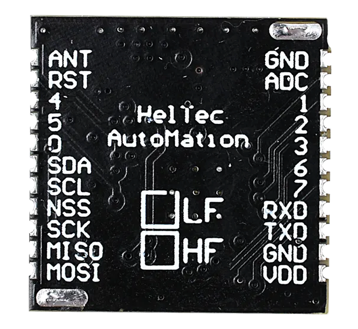 ANT
RST
4
5
0
SDA
SCL
NSS
SCK
MISO
MOSI
HelTec
AutoMation
LF
HF
GND
ADC
1
2
3
6
7
RXD
TXD
GND
VDD